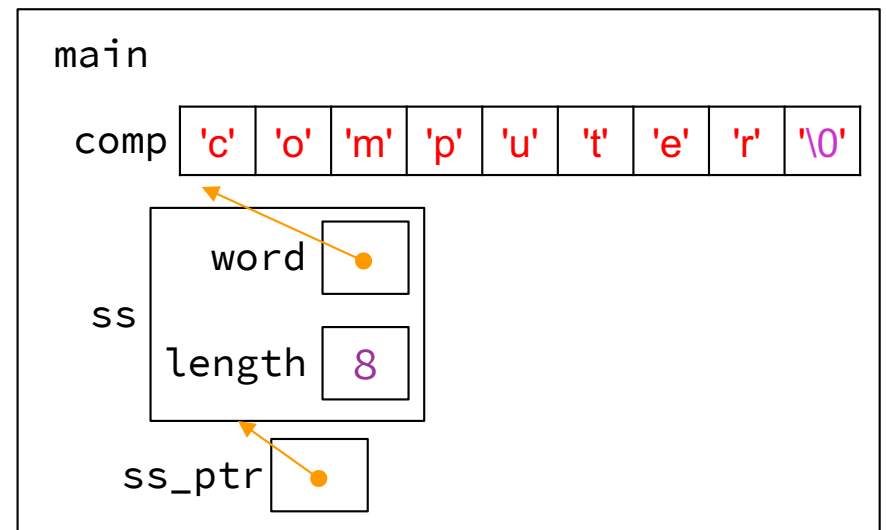 main
comp 'c' 'o' 'm' 'p' 'u' 't' 'e' 'r' '\0'
word
ss
length 8
ss_ptr